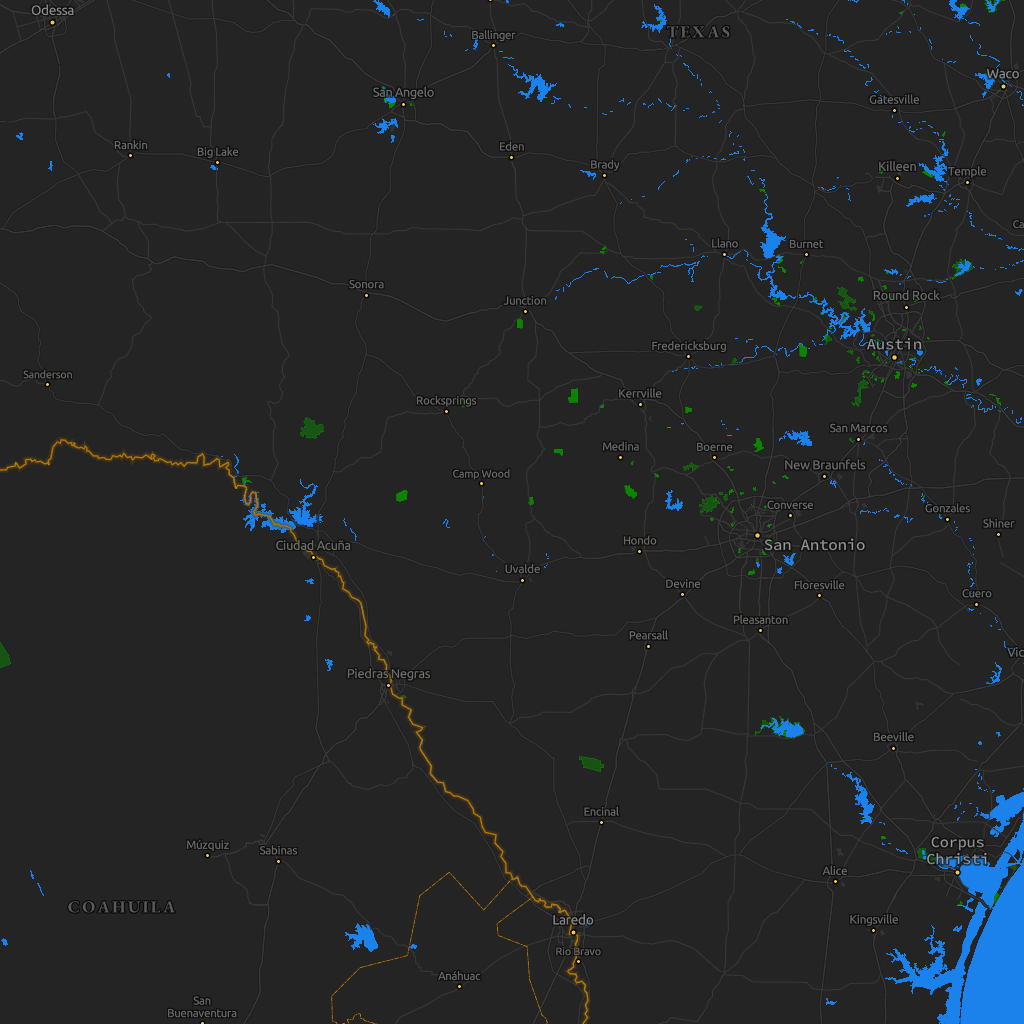 Odessa
TEXAS
Ballinger
Waco
San Angelo
Gatesville
Rankin
Big Lake
Eden
Brady
Killeen
Temple
Ca
Llano
Burnet
Sonora
Round Rock
Junction
Austin
Fredericksburg
Sanderson
Kerrville
Rocksprings
San Marcos
Medina
Boerne
New Braunfels
Camp Wood
Converse
Gonzales
Shiner
Ciudad Acuña
Hondo
San Antonio
Uvalde
Devine
Floresville
Cuero
Pleasanton
Pearsall
Vic
Piedras Negras
Beeville
Encinal
Múzquiz
Sabinas
Corpus
Christi
Alice
COAHUILA
Laredo
Kingsville
Rio Bravo
Anáhuac
San
Buenaventura